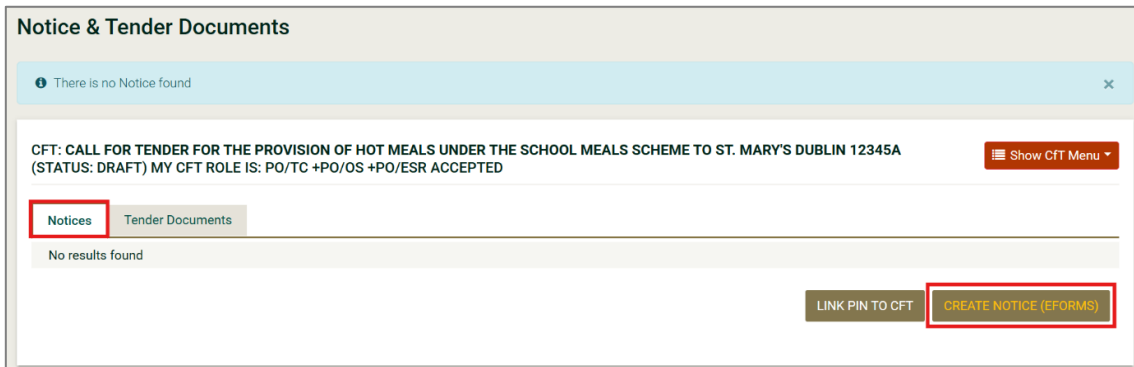 Notice & Tender Documents
There is no Notice found
×
CFT: CALL FOR TENDER FOR THE PROVISION OF HOT MEALS UNDER THE SCHOOL MEALS SCHEME TO ST. MARY'S DUBLIN 12345A
(STATUS: DRAFT) MY CFT ROLE IS: PO/TC +PO/OS +PO/ESR ACCEPTED
Show CfT Menu
Notices Tender Documents
No results found
LINK PIN TO CFT CREATE NOTICE (EFORMS)